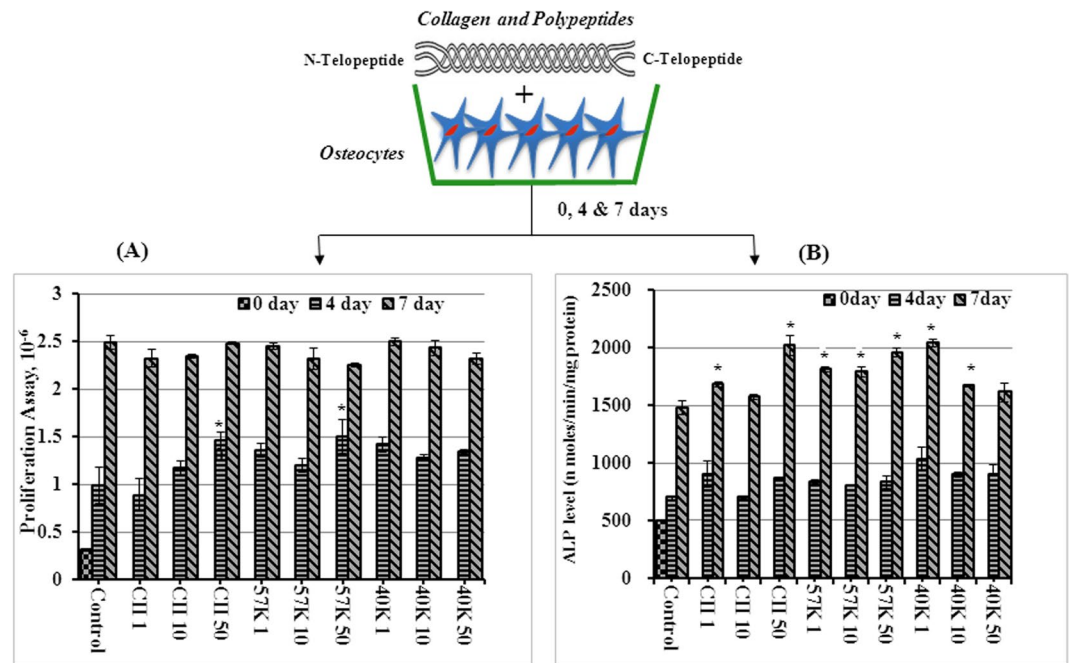 Collagen and Polypeptides
N-Telopeptide
C-Telopeptide
+
Osteocytes
0, 4 & 7 days
(A)
(B)
Proliferation Assay, 10-6
0 day 4 day 7 day
3
2.5
2
1.5
1
0.5
0
* *
Control
CII 1
CII 10
CII 50
57K 1
57K 10
57K 50
40K 1
40K 10
40K 50
ALP level (n moles/min/mg protein)
0day 4day 7day
2500
2000
1500
1000
500
0
* * * * * * *
Control
CII 1
CII 10
CII 50
57K 1
57K 10
57K 50
40K 1
40K 10
40K 50